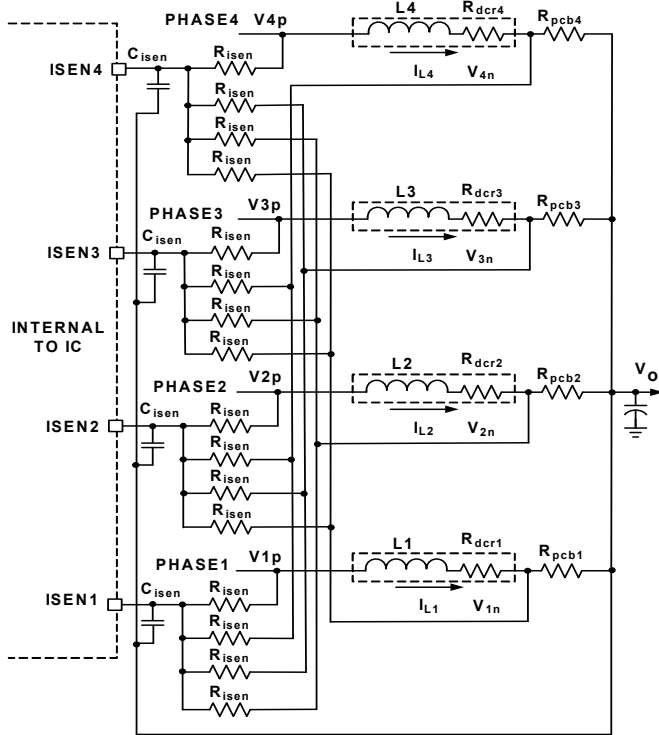 PHASE4 V4p L4 Rdcr4 Rpcb4
Cisen
ISEN4
Risen
IL4 V4n
Risen
Risen
Risen
PHASE3 V3p L3 Rdcr3 Rpcb3
Cisen
Risen
ISEN3
IL3 V3n
Risen
Risen
Risen
INTERNAL
TO IC
PHASE2 V2p L2 Rdcr2 Rpcb2 Vo
Cisen
Risen
ISEN2
IL2 V2n
Risen
Risen
Risen
PHASE1 V1p L1 Rdcr1 Rpcb1
Cisen
Risen
ISEN1
IL1 V1n
Risen
Risen
Risen